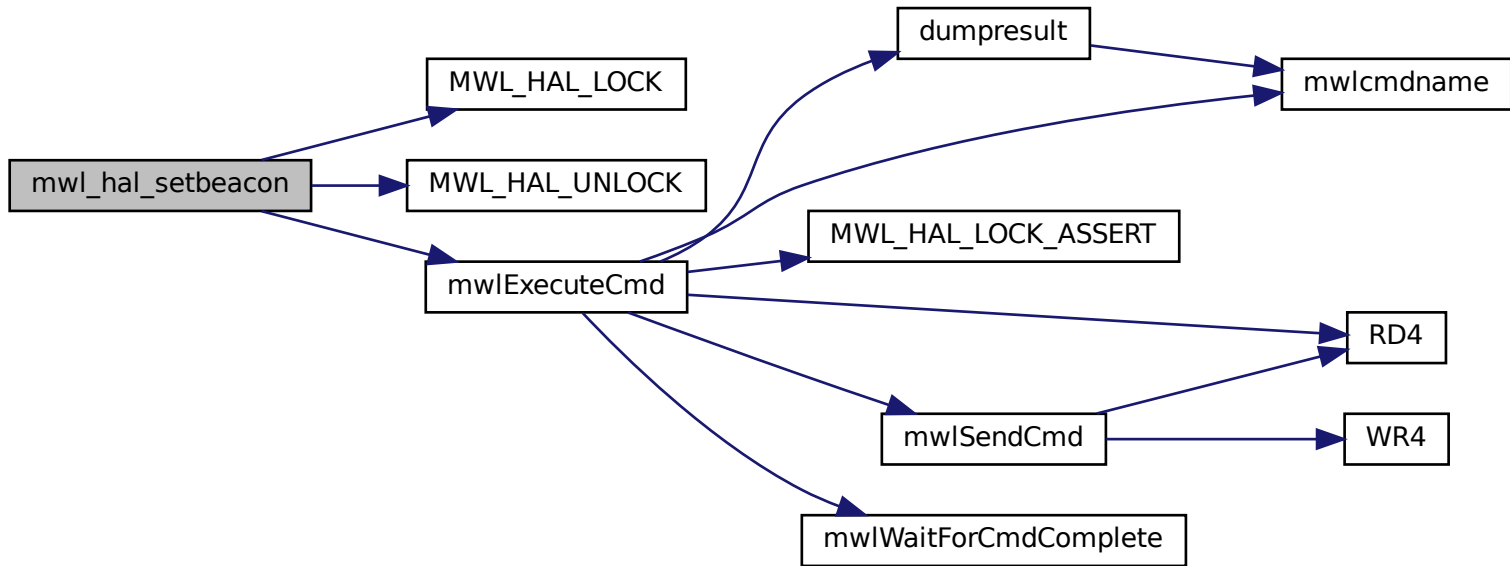 dumpresult
MWL_HAL_LOCK
mwlcmdname
mwl_hal_setbeacon
MWL_HAL_UNLOCK
MWL_HAL_LOCK_ASSERT
mwlExecuteCmd
RD4
mwlSendCmd
WR4
mwlWaitForCmdComplete